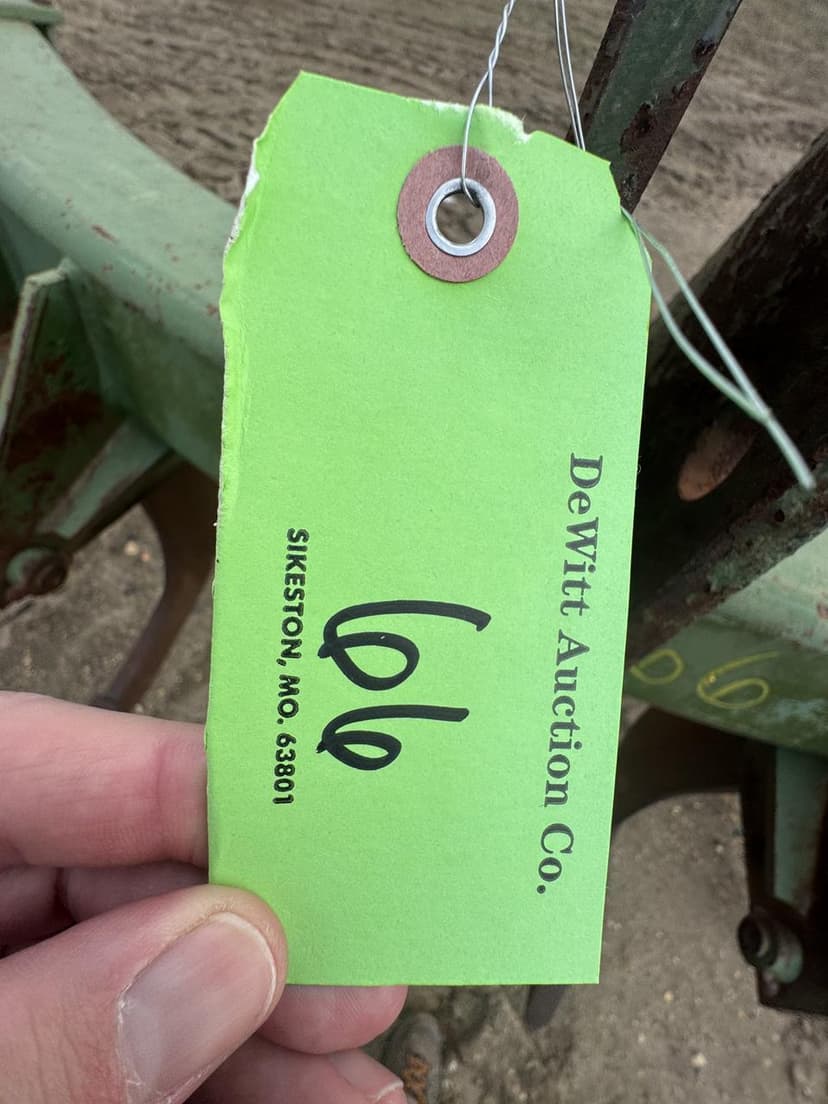 DeWitt Auction Co.
66
SIKESTON, MO. 63801